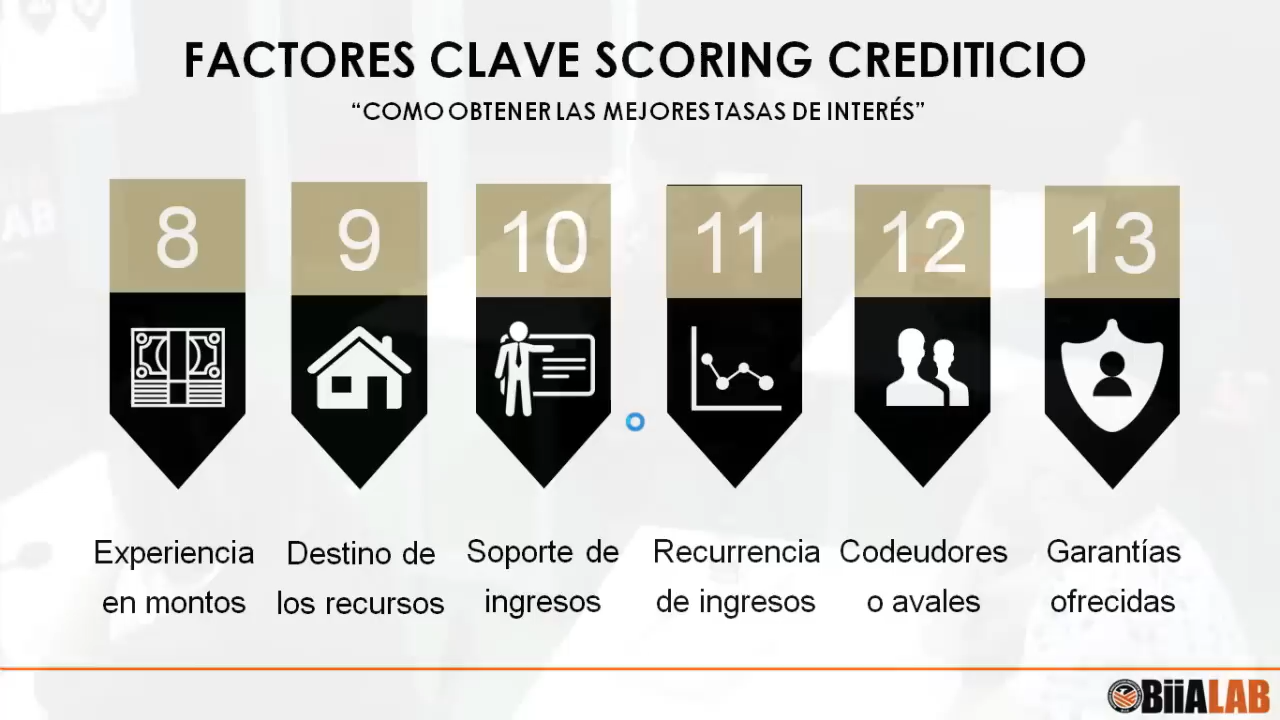 FACTORES CLAVE SCORING CREDITICIO
“COMO OBTENER LAS MEJORES TASAS DE INTERÉS”
8
9
10
11
12
13
Experiencia
en montos
Destino de
los recursos
Soporte de
ingresos
Recurrencia
de ingresos
Codeudores
o avales
Garantías
ofrecidas
BiiALAB
LAB